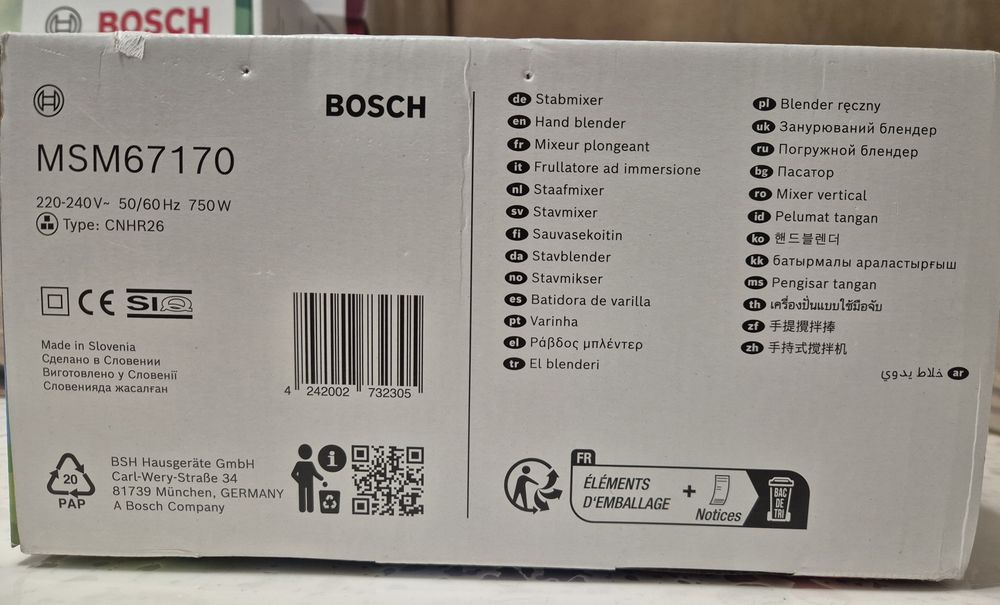 BOSCH
BOSCH
MSM67170
220-240V~ 50/60Hz 750W
Type: CNHR26
CE SIQ
Made in Slovenia
Сделано в Словении
Виготовлено у Словенії
Словенияда жасалған
4 242002 732305
20
PAP
BSH Hausgeräte GmbH
Carl-Wery-Straße 34
81739 München, GERMANY
A Bosch Company
i
de Stabmixer
en Hand blender
fr Mixeur plongeant
it Frullatore ad immersione
nl Staafmixer
sv Stavmixer
fi Sauvasekoitin
da Stavblender
no Stavmikser
es Batidora de varilla
pt Varinha
el Ράβδος μπλέντερ
tr El blenderi
pl Blender ręczny
uk Занурюваний блендер
ru Погружной блендер
bg Пасатор
ro Mixer vertical
id Pelumat tangan
ko 핸드블렌더
kk батырмалы араластырғыш
ms Pengisar tangan
th เครื่องปั่นแบบใช้มือจับ
zf 手提攪拌棒
zh 手持式搅拌机
ar خلاط يدوي
FR
ÉLÉMENTS
D'EMBALLAGE
+
Notices
BAC
DE
TRI